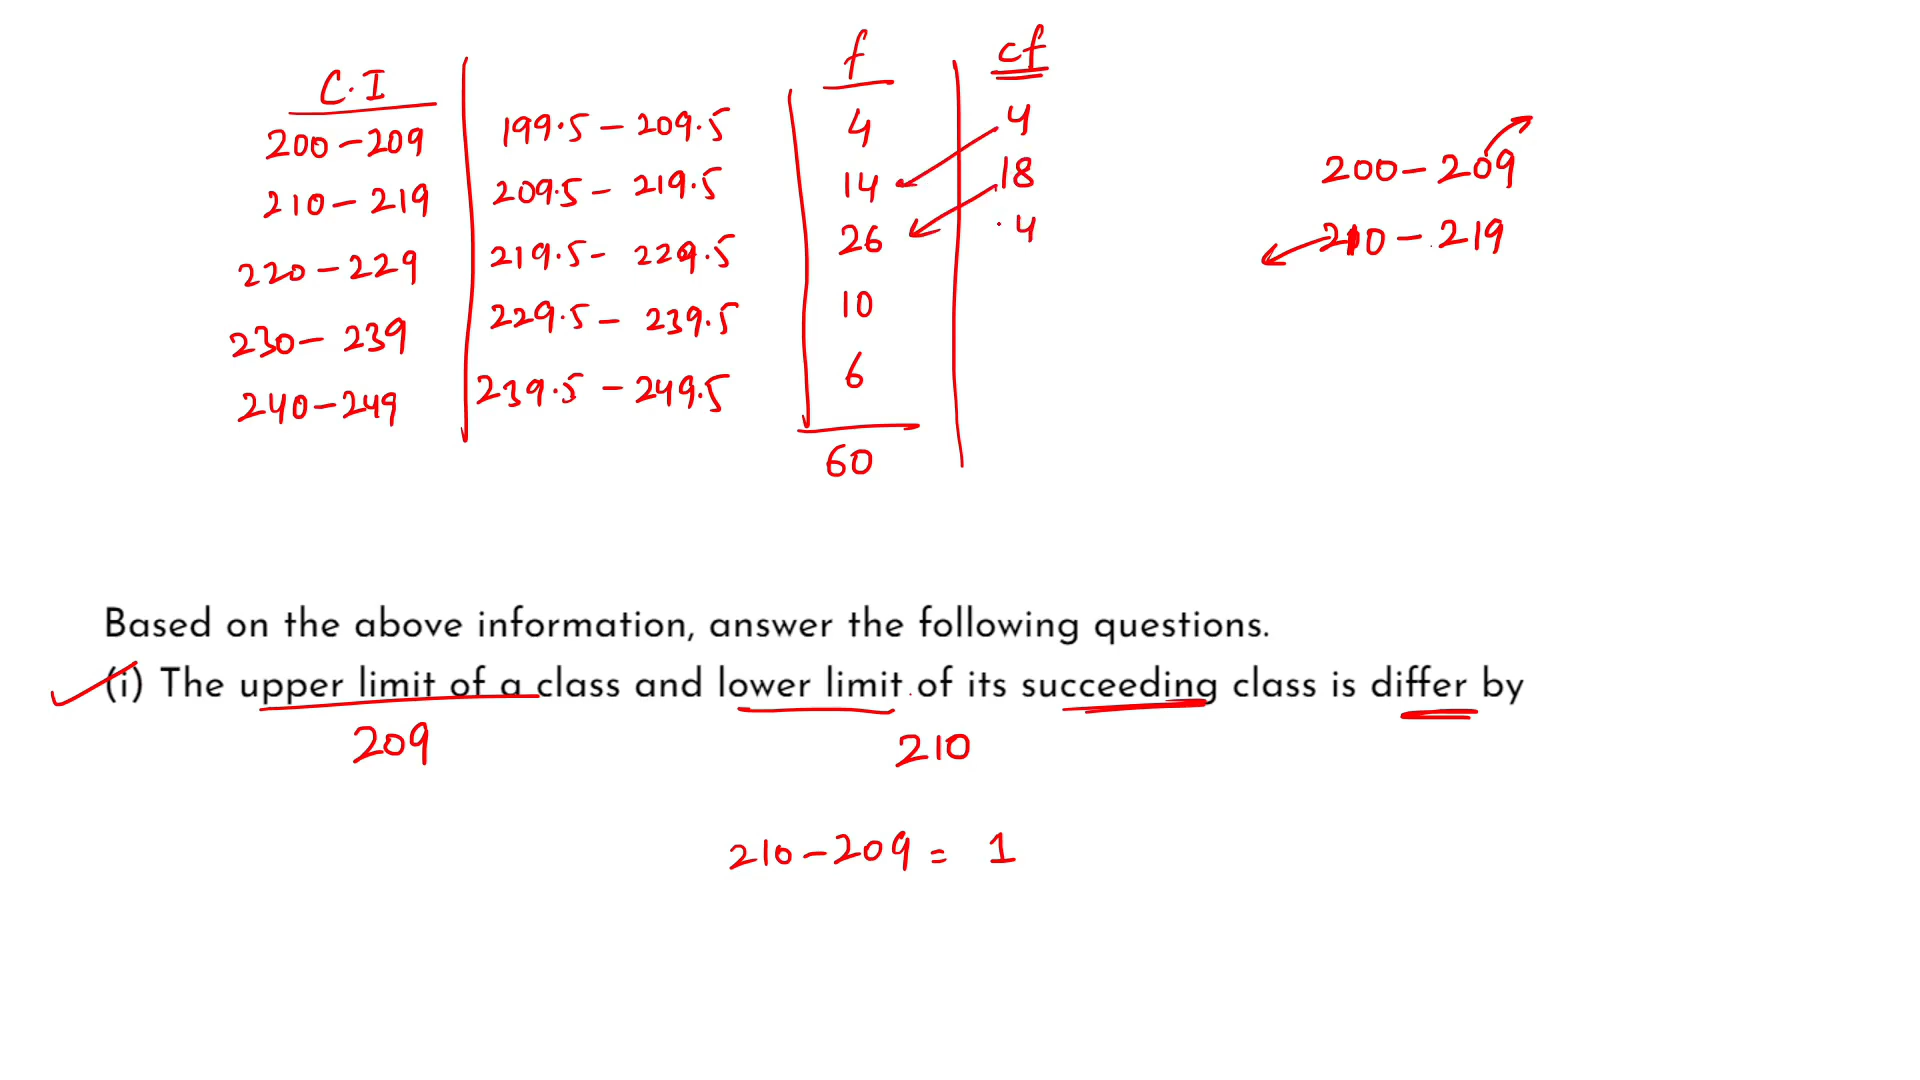 C.I f cf
200-209 199.5-209.5 4 4
210-219 209.5-219.5 14 18
220-229 219.5-229.5 26 4
230-239 229.5-239.5 10
240-249 239.5-249.5 6
60
200-209
210-219
Based on the above information, answer the following questions.
(i) The upper limit of a class and lower limit of its succeeding class is differ by
209 210
210-209 = 1